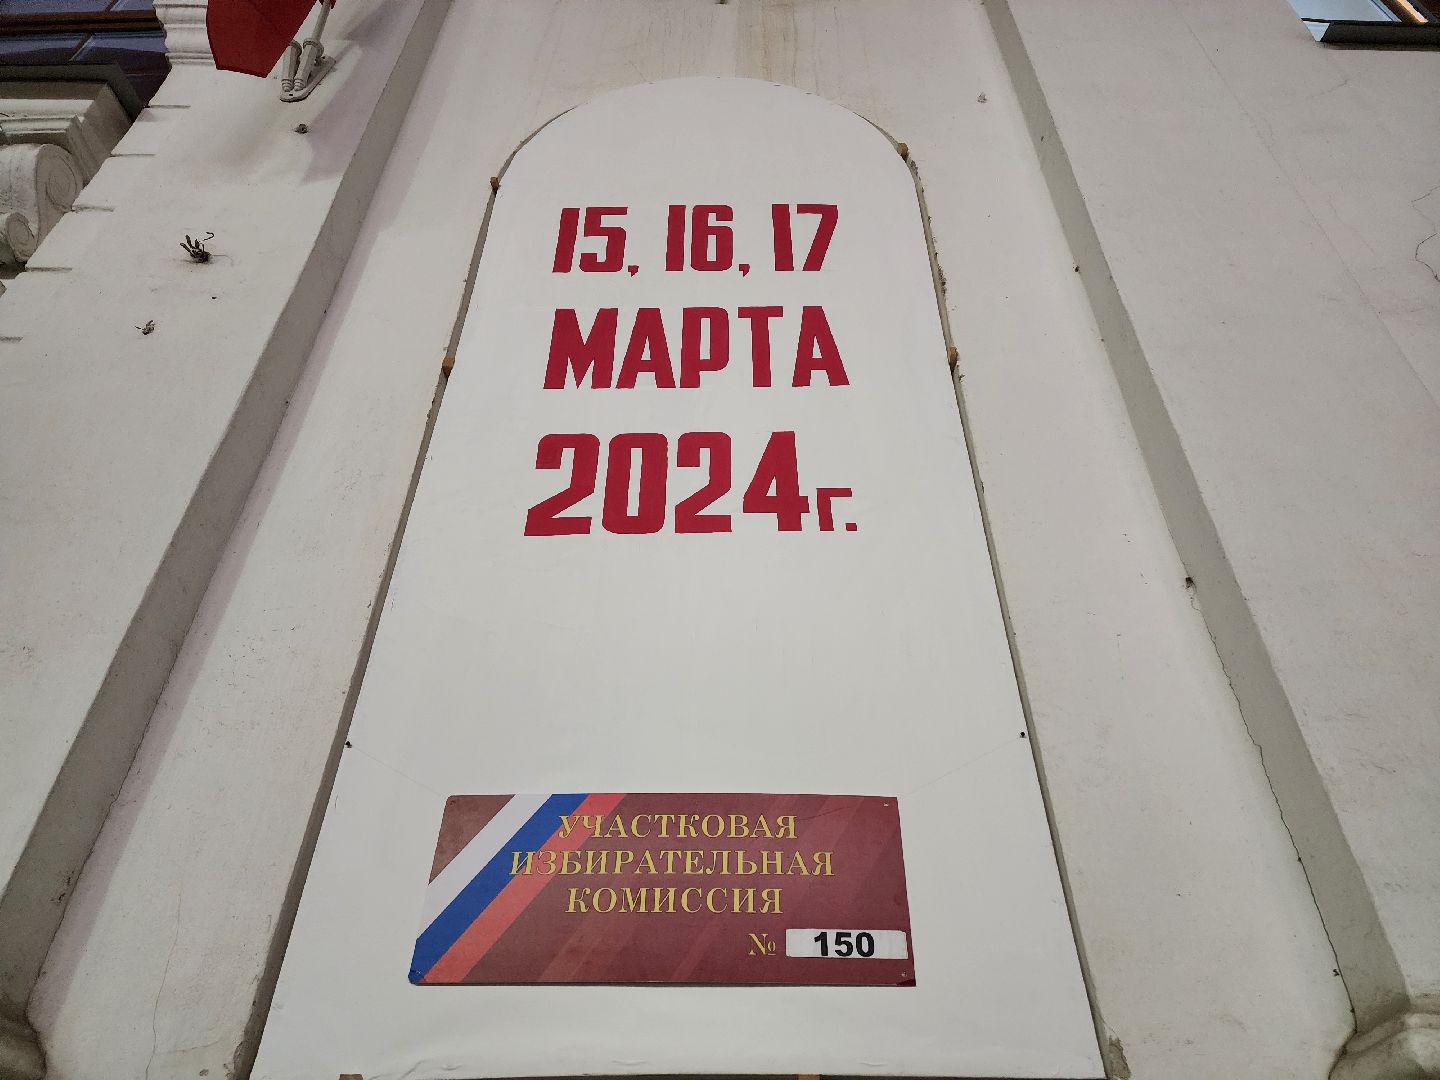 15, 16, 17
МАРТА
2024г.
УЧАСТКОВАЯ
ИЗБИРАТЕЛЬНАЯ
КОМИССИЯ
№ 150